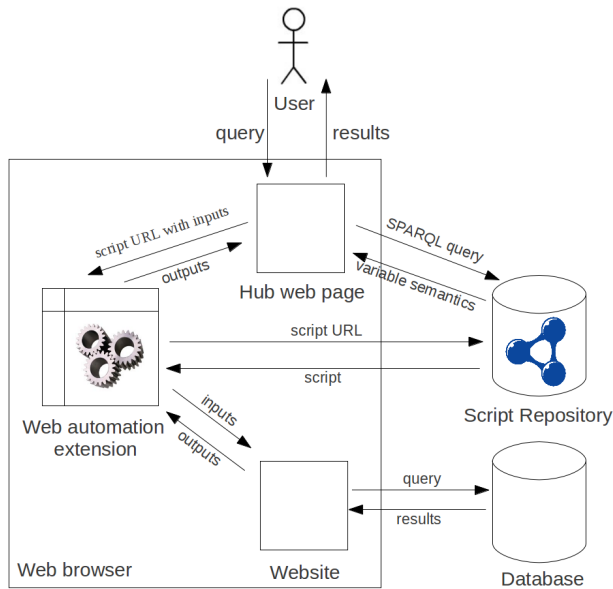 User
query
results
script URL with inputs
SPARQL query
outputs
variable semantics
Hub web page
script URL
script
Script Repository
Web automation
extension
inputs
outputs
query
results
Web browser
Website
Database